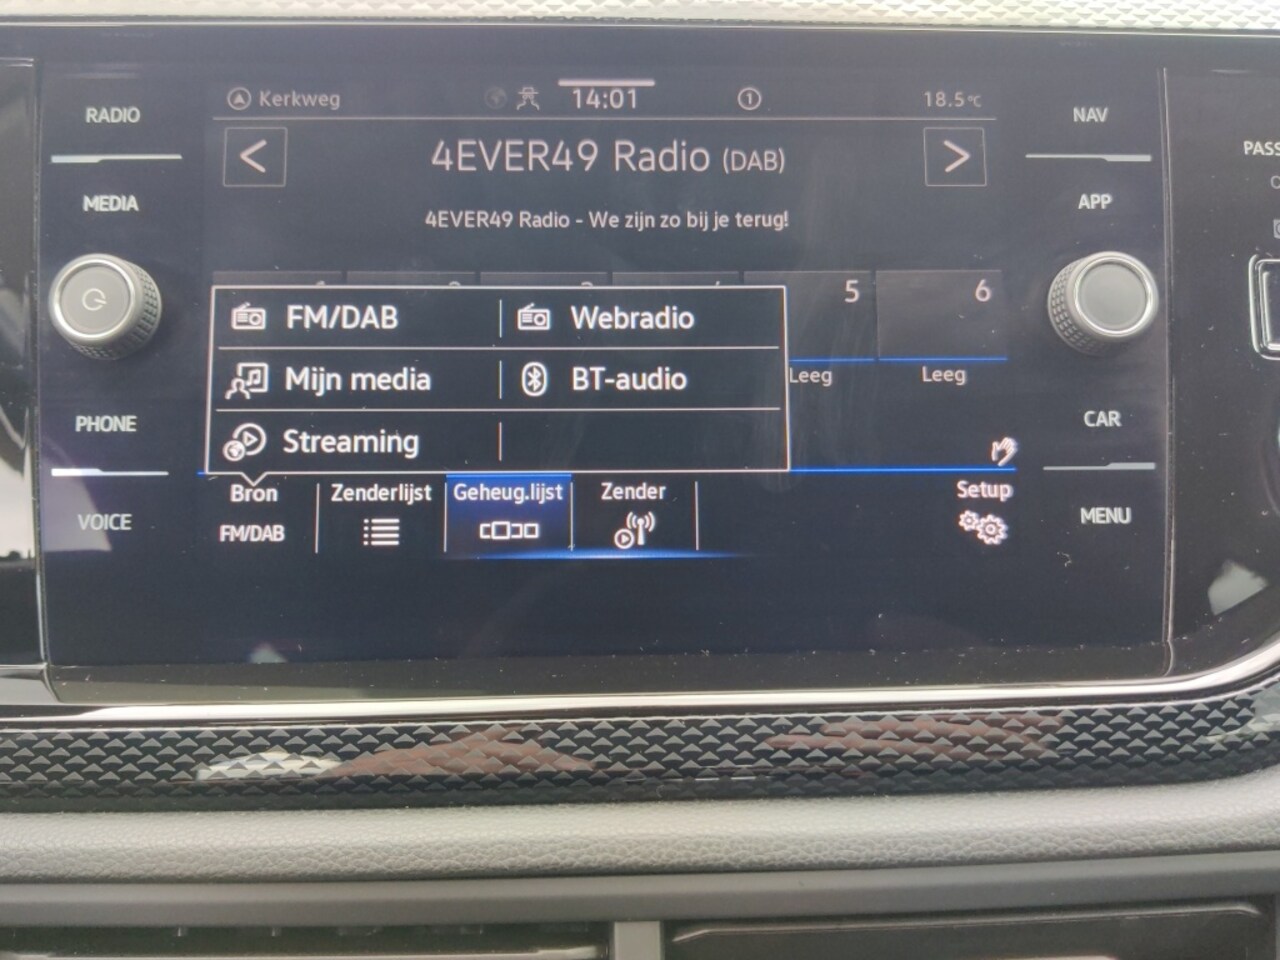 RADIO
MEDIA
PHONE
VOICE
Kerkweg
14:01
1
18.5°C
4EVER49 Radio (DAB)
4EVER49 Radio - We zijn zo bij je terug!
5
6
FM/DAB
Webradio
Mijn media
BT-audio
Streaming
Leeg
Leeg
Bron
FM/DAB
Zenderlijst
Geheug.lijst
Zender
Setup
NAV
APP
CAR
MENU
PASS